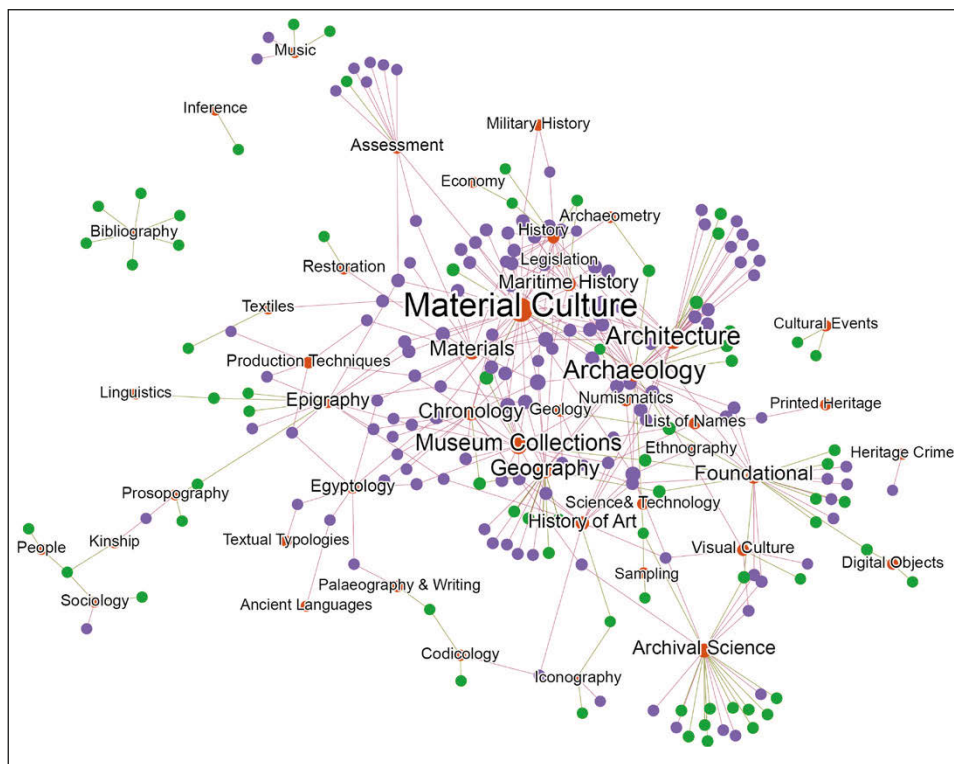 Music
Inference
Military History
Assessment
Economy
Archaeometry
Bibliography
History
Legislation
Restoration
Maritime History
Material Culture
Textiles
Cultural Events
Architecture
Materials
Production Techniques
Archaeology
Linguistics
Epigraphy
Numismatics
Printed Heritage
Chronology
Geology
List of Names
Museum Collections
Ethnography
Heritage Crime
Geography
Foundational
Prosopography
Egyptology
Science& Technology
History of Art
People
Kinship
Textual Typologies
Visual Culture
Digital Objects
Sampling
Palaeography & Writing
Sociology
Ancient Languages
Archival Science
Codicology
Iconography